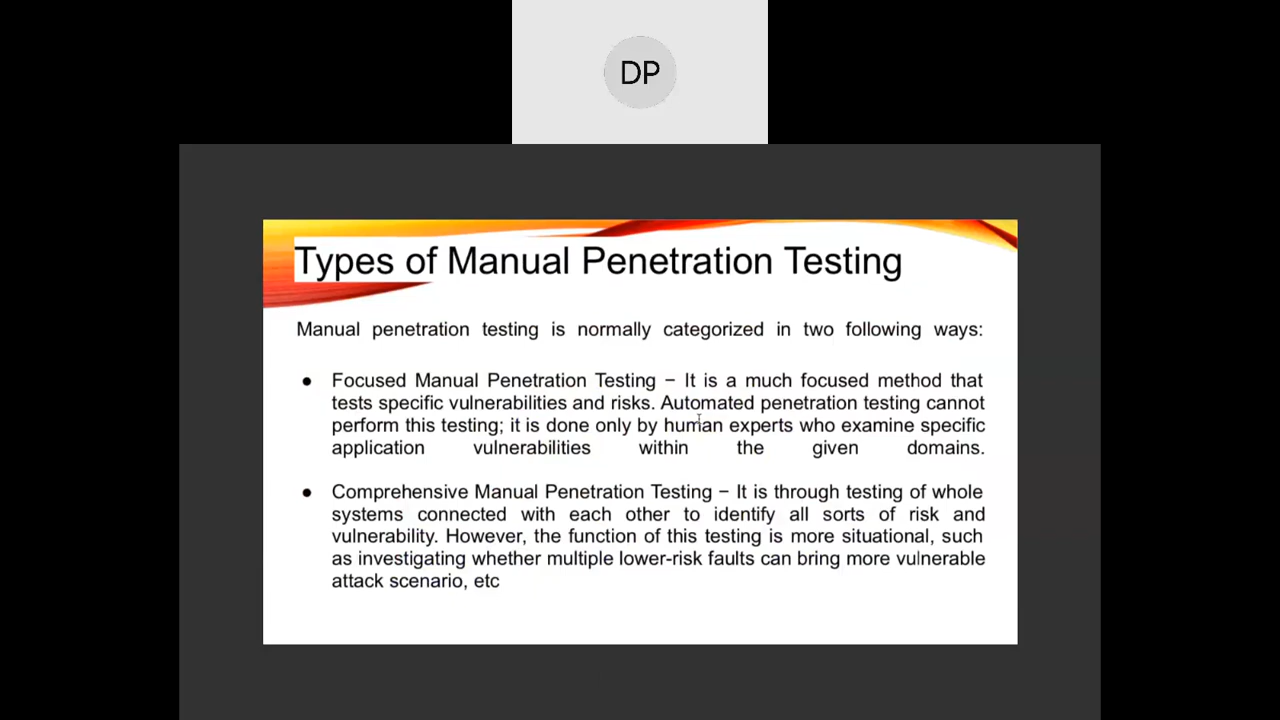 DP
Types of Manual Penetration Testing
Manual penetration testing is normally categorized in two following ways:
● Focused Manual Penetration Testing − It is a much focused method that
tests specific vulnerabilities and risks. Automated penetration testing cannot
perform this testing; it is done only by human experts who examine specific
application vulnerabilities within the given domains.
● Comprehensive Manual Penetration Testing − It is through testing of whole
systems connected with each other to identify all sorts of risk and
vulnerability. However, the function of this testing is more situational, such
as investigating whether multiple lower-risk faults can bring more vulnerable
attack scenario, etc